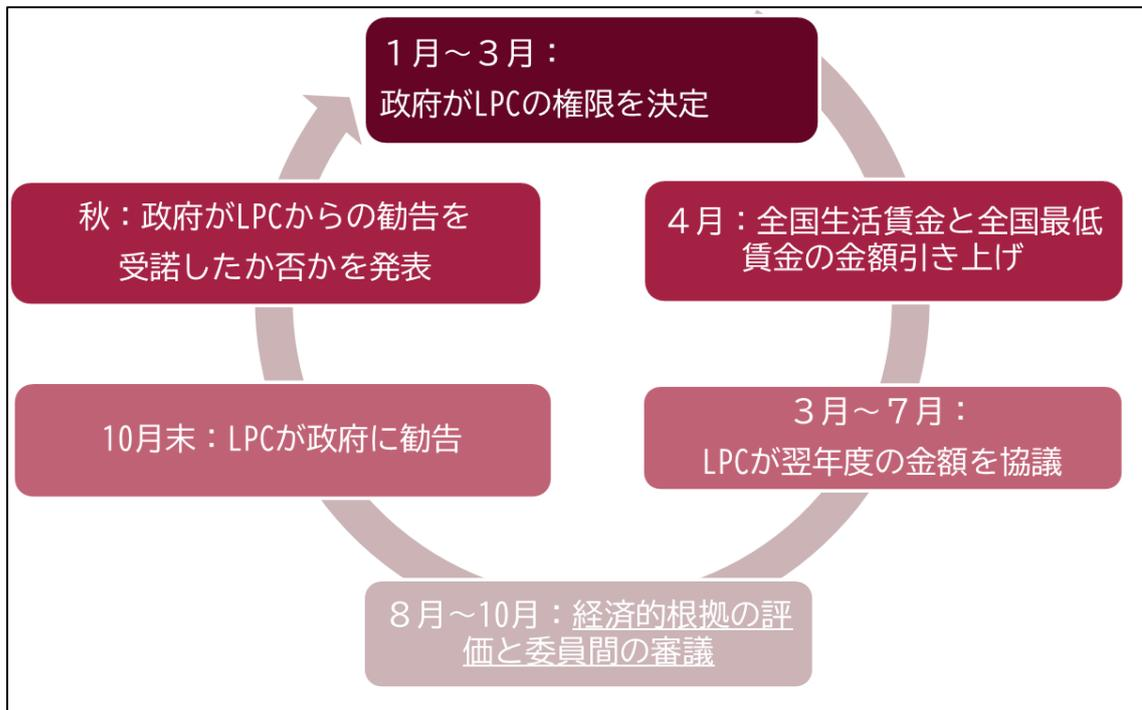 １月～３月：
政府がLPCの権限を決定
４月：全国生活賃金と全国最低
賃金の金額引き上げ
３月～７月：
LPCが翌年度の金額を協議
８月～10月：経済的根拠の評
価と委員間の審議
10月末：LPCが政府に勧告
秋：政府がLPCからの勧告を
受諾したか否かを発表